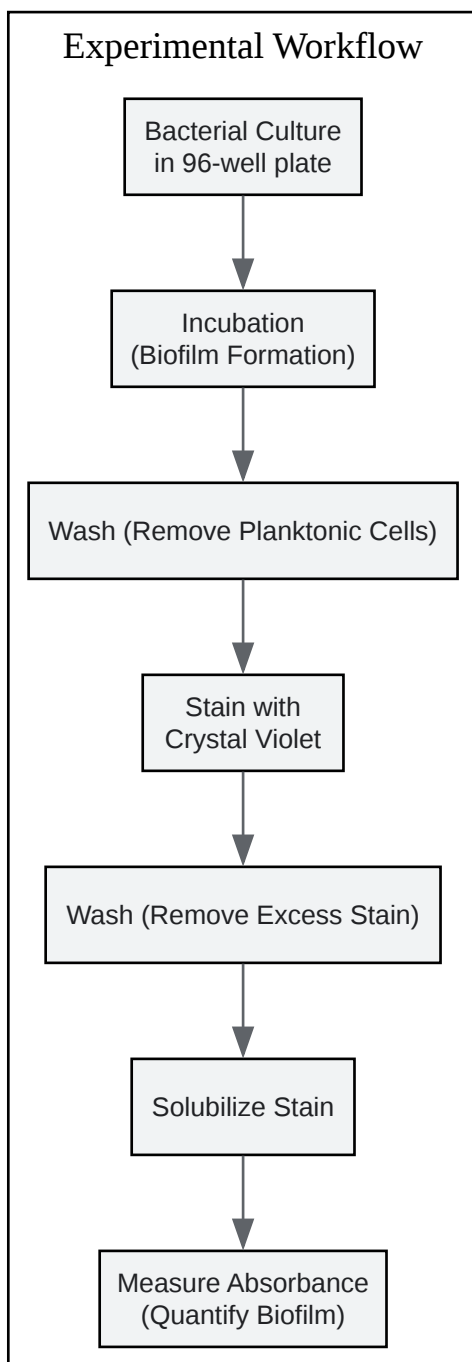 Experimental Workflow
Bacterial Culture
in 96-well plate
Incubation
(Biofilm Formation)
Wash (Remove Planktonic Cells)
Stain with
Crystal Violet
Wash (Remove Excess Stain)
Solubilize Stain
Measure Absorbance
(Quantify Biofilm)